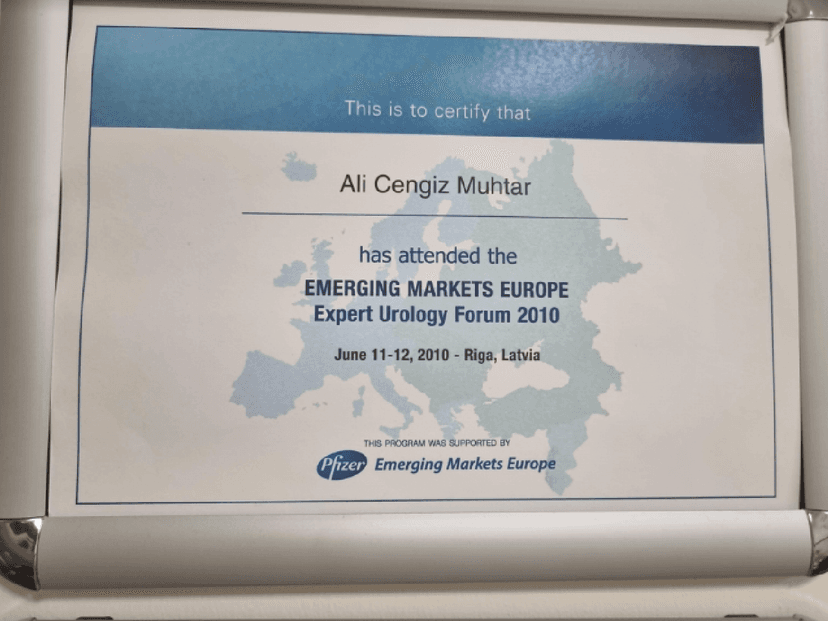 This is to certify that
Ali Cengiz Muhtar
has attended the
EMERGING MARKETS EUROPE
Expert Urology Forum 2010
June 11-12, 2010 - Riga, Latvia
THIS PROGRAM WAS SUPPORTED BY
Pfizer Emerging Markets Europe